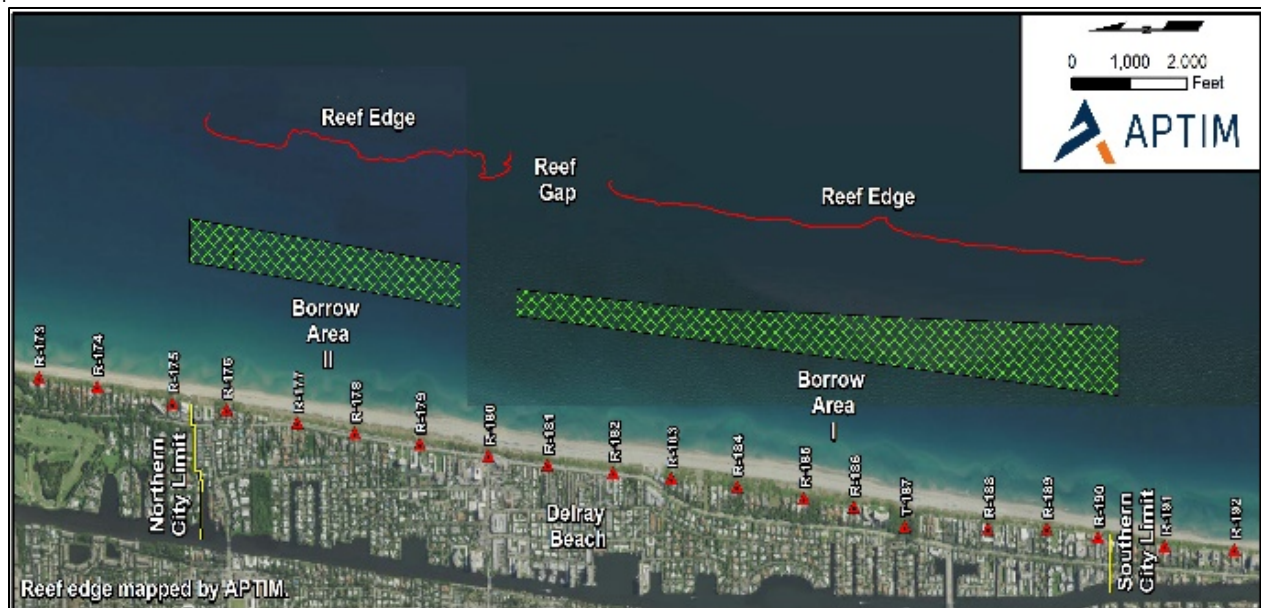 0 1,000 2,000
Feet
APTIM
Reef Edge
Reef
Gap
Reef Edge
Borrow
Area
II
Borrow
Area
I
R-173
R-174
R-175
R-176
R-177
R-178
R-179
R-180
R-181
R-182
R-183
R-184
R-185
R-186
T-187
R-188
R-189
R-190
R-191
R-192
Northern
City Limit
Delray
Beach
Southern
City Limit
Reef edge mapped by APTIM.